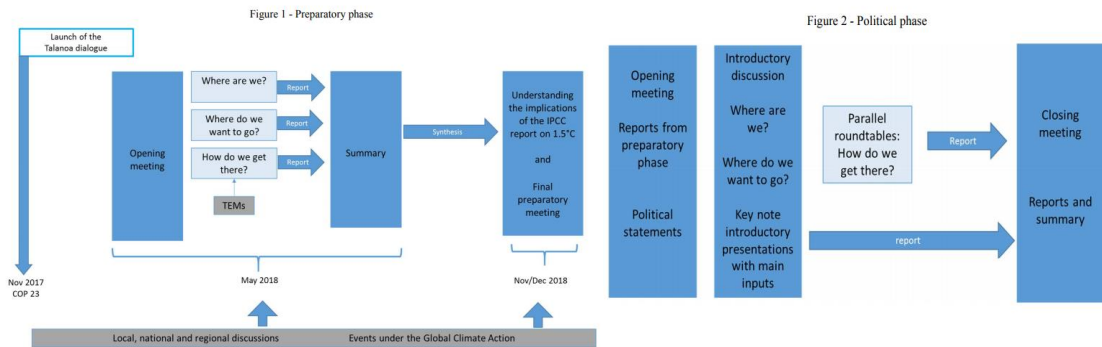 Figure 1 - Preparatory phase
Launch of the
Talanoa dialogue
Opening
meeting
Where are we?
Where do we
want to go?
How do we get
there?
TEMs
Report
Report
Report
Summary
Synthesis
Understanding
the implications
of the IPCC
report on 1.5°C
and
Final
preparatory
meeting
Nov 2017
COP 23
May 2018
Nov/Dec 2018
Local, national and regional discussions
Events under the Global Climate Action
Figure 2 - Political phase
Opening
meeting
Reports from
preparatory
phase
Political
statements
Introductory
discussion
Where are
we?
Where do we
want to go?
Key note
introductory
presentations
with main
inputs
Parallel
roundtables:
How do we
get there?
Report
report
Closing
meeting
Reports and
summary